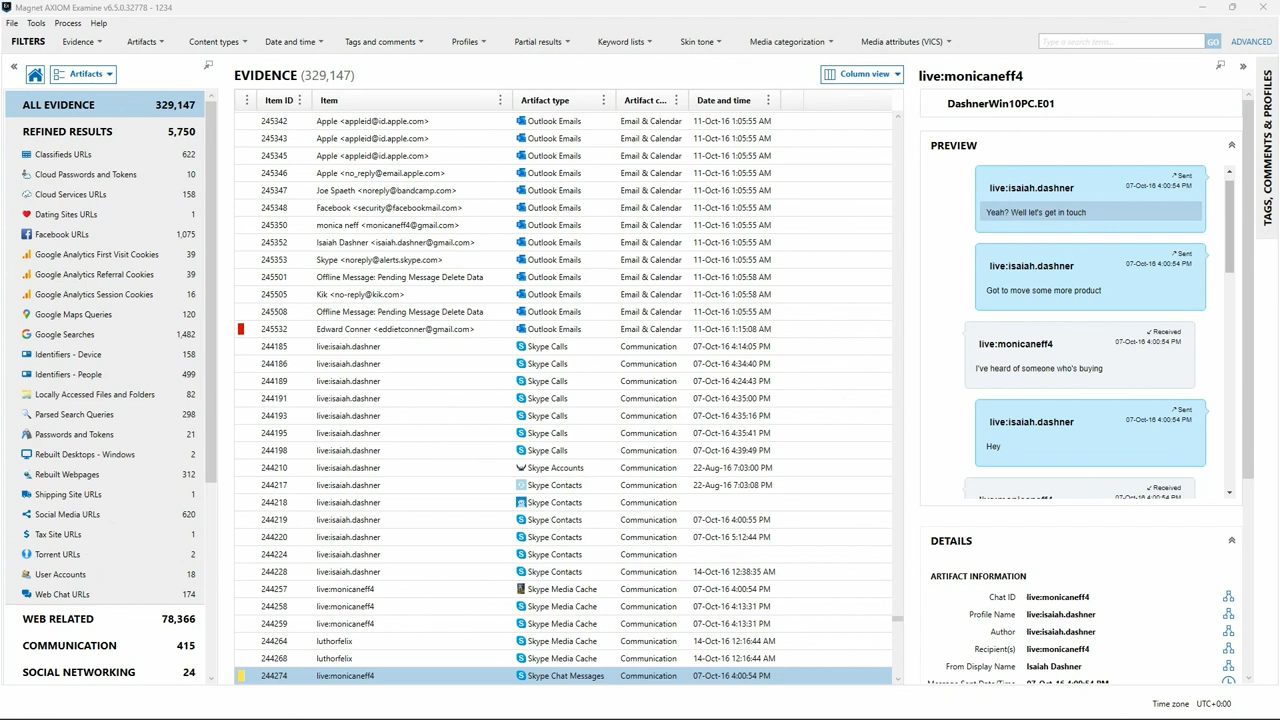 Magnet AXIOM Examine v6.5.0.32778 - 1234
File Tools Process Help
FILTERS Evidence Artifacts Content types Date and time Tags and comments Profiles Partial results Keyword lists Skin tone Media categorization Media attributes (VICS) Type a search term... GO ADVANCED
Artifacts
EVIDENCE (329,147)
Column view
live:monicaneff4
ALL EVIDENCE 329,147
REFINED RESULTS 5,750
Classifieds URLs 622
Cloud Passwords and Tokens 10
Cloud Services URLs 158
Dating Sites URLs 1
Facebook URLs 1,075
Google Analytics First Visit Cookies 39
Google Analytics Referral Cookies 39
Google Analytics Session Cookies 16
Google Maps Queries 120
Google Searches 1,482
Identifiers - Device 158
Identifiers - People 499
Locally Accessed Files and Folders 82
Parsed Search Queries 298
Passwords and Tokens 21
Rebuilt Desktops - Windows 2
Rebuilt Webpages 312
Shipping Site URLs 1
Social Media URLs 620
Tax Site URLs 1
Torrent URLs 2
User Accounts 18
Web Chat URLs 174
WEB RELATED 78,366
COMMUNICATION 415
SOCIAL NETWORKING 24
Item ID Item Artifact type Artifact c... Date and time
245342 Apple <appleid@id.apple.com> Outlook Emails Email & Calendar 11-Oct-16 1:05:55 AM
245343 Apple <appleid@id.apple.com> Outlook Emails Email & Calendar 11-Oct-16 1:05:55 AM
245345 Apple <appleid@id.apple.com> Outlook Emails Email & Calendar 11-Oct-16 1:05:55 AM
245346 Apple <no_reply@email.apple.com> Outlook Emails Email & Calendar 11-Oct-16 1:05:55 AM
245347 Joe Spaeth <noreply@bandcamp.com> Outlook Emails Email & Calendar 11-Oct-16 1:05:55 AM
245348 Facebook <security@facebookmail.com> Outlook Emails Email & Calendar 11-Oct-16 1:05:55 AM
245350 monica neff <monicaneff4@gmail.com> Outlook Emails Email & Calendar 11-Oct-16 1:05:55 AM
245352 Isaiah Dashner <isaiah.dashner@gmail.com> Outlook Emails Email & Calendar 11-Oct-16 1:05:55 AM
245353 Skype <noreply@alerts.skype.com> Outlook Emails Email & Calendar 11-Oct-16 1:05:55 AM
245501 Offline Message: Pending Message Delete Data Outlook Emails Email & Calendar 11-Oct-16 1:05:58 AM
245505 Kik <no-reply@kik.com> Outlook Emails Email & Calendar 11-Oct-16 1:05:58 AM
245508 Offline Message: Pending Message Delete Data Outlook Emails Email & Calendar 11-Oct-16 1:05:58 AM
245532 Edward Conner <eddietconner@gmail.com> Outlook Emails Email & Calendar 11-Oct-16 1:15:08 AM
244185 live:isaiah.dashner Skype Calls Communication 07-Oct-16 4:14:05 PM
244186 live:isaiah.dashner Skype Calls Communication 07-Oct-16 4:34:40 PM
244189 live:isaiah.dashner Skype Calls Communication 07-Oct-16 4:24:43 PM
244191 live:isaiah.dashner Skype Calls Communication 07-Oct-16 4:35:00 PM
244193 live:isaiah.dashner Skype Calls Communication 07-Oct-16 4:35:16 PM
244195 live:isaiah.dashner Skype Calls Communication 07-Oct-16 4:35:41 PM
244198 live:isaiah.dashner Skype Calls Communication 07-Oct-16 4:39:49 PM
244210 live:isaiah.dashner Skype Accounts Communication 22-Aug-16 7:03:00 PM
244217 live:isaiah.dashner Skype Contacts Communication 22-Aug-16 7:03:08 PM
244218 live:isaiah.dashner Skype Contacts Communication
244219 live:isaiah.dashner Skype Contacts Communication 07-Oct-16 4:00:55 PM
244220 live:isaiah.dashner Skype Contacts Communication 07-Oct-16 5:12:44 PM
244224 live:isaiah.dashner Skype Contacts Communication
244228 live:isaiah.dashner Skype Contacts Communication 14-Oct-16 12:38:35 AM
244257 live:monicaneff4 Skype Media Cache Communication 07-Oct-16 4:00:54 PM
244258 live:monicaneff4 Skype Media Cache Communication 07-Oct-16 4:13:31 PM
244259 live:monicaneff4 Skype Media Cache Communication 07-Oct-16 4:13:31 PM
244264 luthorfelix Skype Media Cache Communication 14-Oct-16 12:16:44 AM
244268 luthorfelix Skype Media Cache Communication 14-Oct-16 12:16:44 AM
244274 live:monicaneff4 Skype Chat Messages Communication 07-Oct-16 4:00:54 PM
DashnerWin10PC.E01
PREVIEW
Sent
live:isaiah.dashner 07-Oct-16 4:00:54 PM
Yeah? Well let's get in touch
Sent
live:isaiah.dashner 07-Oct-16 4:00:54 PM
Got to move some more product
Received
live:monicaneff4 07-Oct-16 4:00:54 PM
I've heard of someone who's buying
Sent
live:isaiah.dashner 07-Oct-16 4:00:54 PM
Hey
Received
live:monicaneff4 07-Oct-16 4:00:54 PM
DETAILS
ARTIFACT INFORMATION
Chat ID live:monicaneff4
Profile Name live:isaiah.dashner
Author live:isaiah.dashner
Recipient(s) live:monicaneff4
From Display Name Isaiah Dashner
Message Sent Date/Time 07-Oct-16 4:00:54 PM
TAGS, COMMENTS & PROFILES
Time zone UTC+0:00